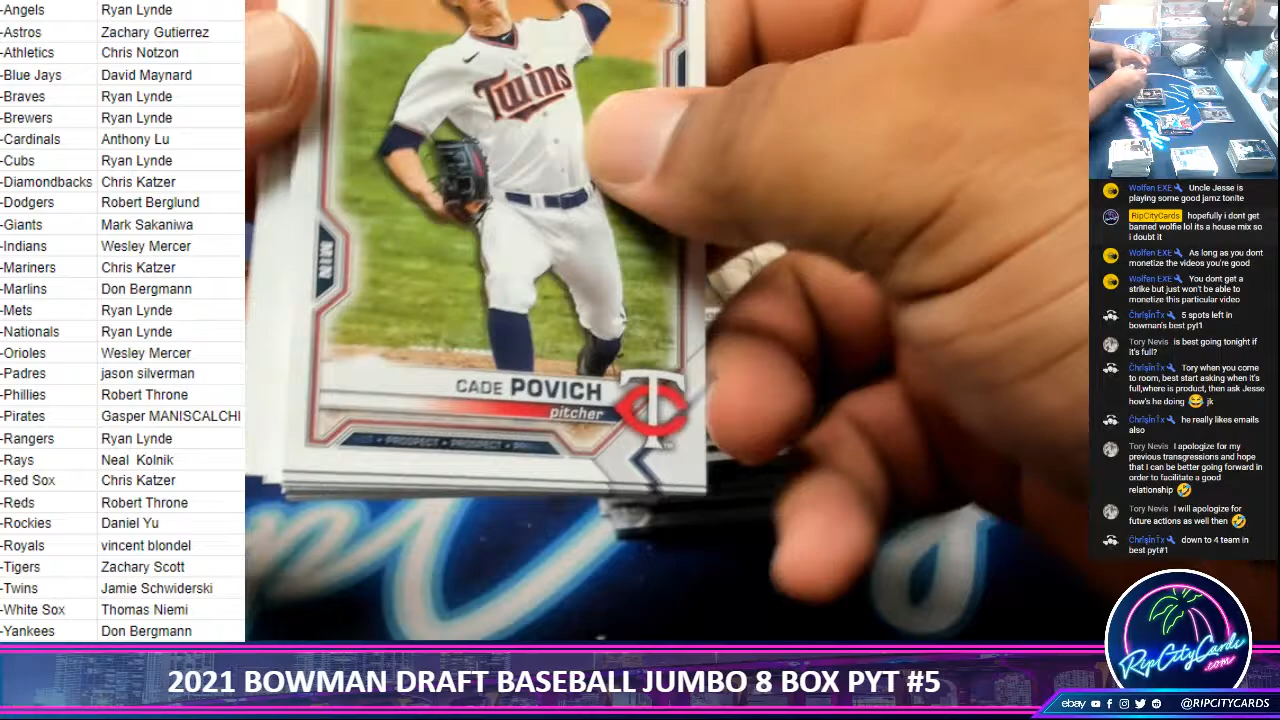 -Angels Ryan Lynde
-Astros Zachary Gutierrez
-Athletics Chris Notzon
-Blue Jays David Maynard
-Braves Ryan Lynde
-Brewers Ryan Lynde
-Cardinals Anthony Lu
-Cubs Ryan Lynde
-Diamondbacks Chris Katzer
-Dodgers Robert Berglund
-Giants Mark Sakaniwa
-Indians Wesley Mercer
-Mariners Chris Katzer
-Marlins Don Bergmann
-Mets Ryan Lynde
-Nationals Ryan Lynde
-Orioles Wesley Mercer
-Padres jason silverman
-Phillies Robert Throne
-Pirates Gasper MANISCALCHI
-Rangers Ryan Lynde
-Rays Neal Kolnik
-Red Sox Chris Katzer
-Reds Robert Throne
-Rockies Daniel Yu
-Royals vincent blondel
-Tigers Zachary Scott
-Twins Jamie Schwiderski
-White Sox Thomas Niemi
-Yankees Don Bergmann
Twins
MIN
CADE POVICH
pitcher
PROSPECT • PROSPECT
Wolfen EXE Uncle Jesse is
playing some good jamz tonite
RipCityCards hopefully i dont get
banned wolfie lol its a house mix so
i doubt it
Wolfen EXE As long as you dont
monetize the videos you're good
Wolfen EXE You dont get a
strike but just won't be able to
monetize this particular video
5 spots left in
bowman's best pyt1
Tory Nevis is best going tonight if
it's full?
Tory when you come
to room, best start asking when it's
full,where is product, then ask Jesse
how's he doing 😂 jk
he really likes emails
also
Tory Nevis I apologize for my
previous transgressions and hope
that I can be better going forward in
order to facilitate a good
relationship 🤣
Tory Nevis I will apologize for
future actions as well then 🤣
down to 4 team in
best pyt#1
RipCityCards
.com
2021 BOWMAN DRAFT BASEBALL JUMBO 8 BOX PYT #5
ebay @RIPCITYCARDS